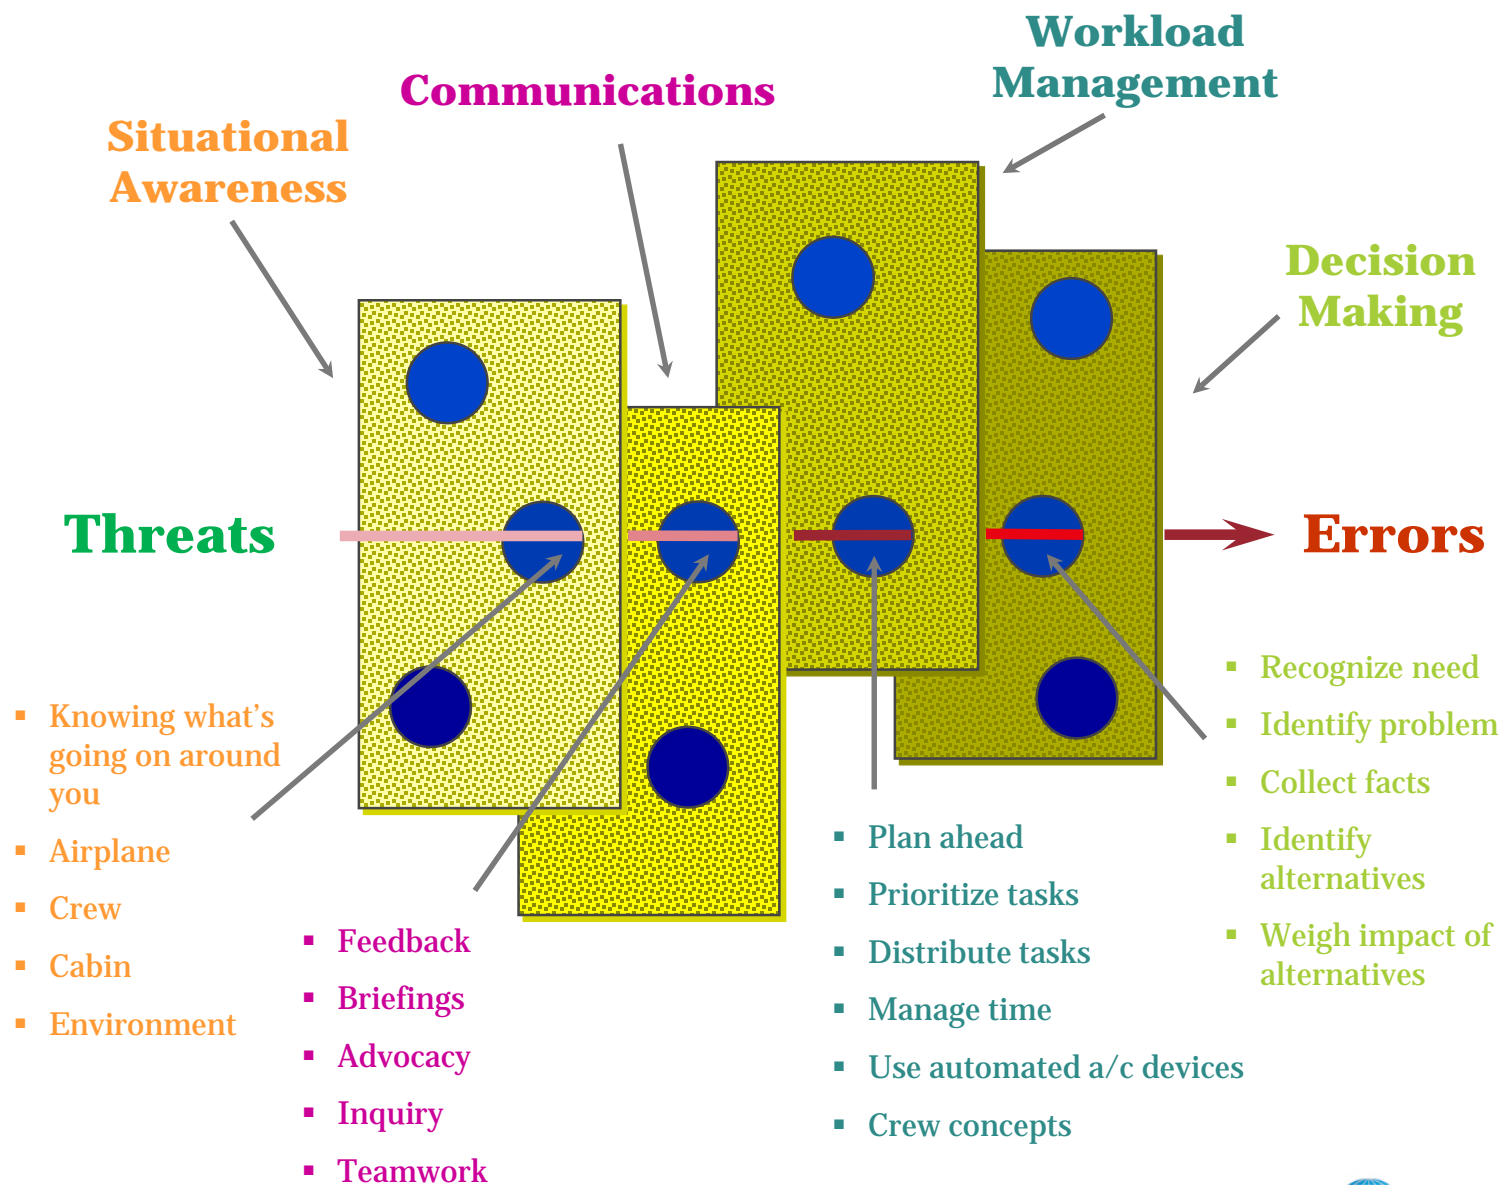 Workload
Management
Communications
Situational
Awareness
Decision
Making
Threats
Errors
▪ Knowing what's
going on around
you
▪ Airplane
▪ Crew
▪ Cabin
▪ Environment
▪ Feedback
▪ Briefings
▪ Advocacy
▪ Inquiry
▪ Teamwork
▪ Plan ahead
▪ Prioritize tasks
▪ Distribute tasks
▪ Manage time
▪ Use automated a/c devices
▪ Crew concepts
▪ Recognize need
▪ Identify problem
▪ Collect facts
▪ Identify
alternatives
▪ Weigh impact of
alternatives